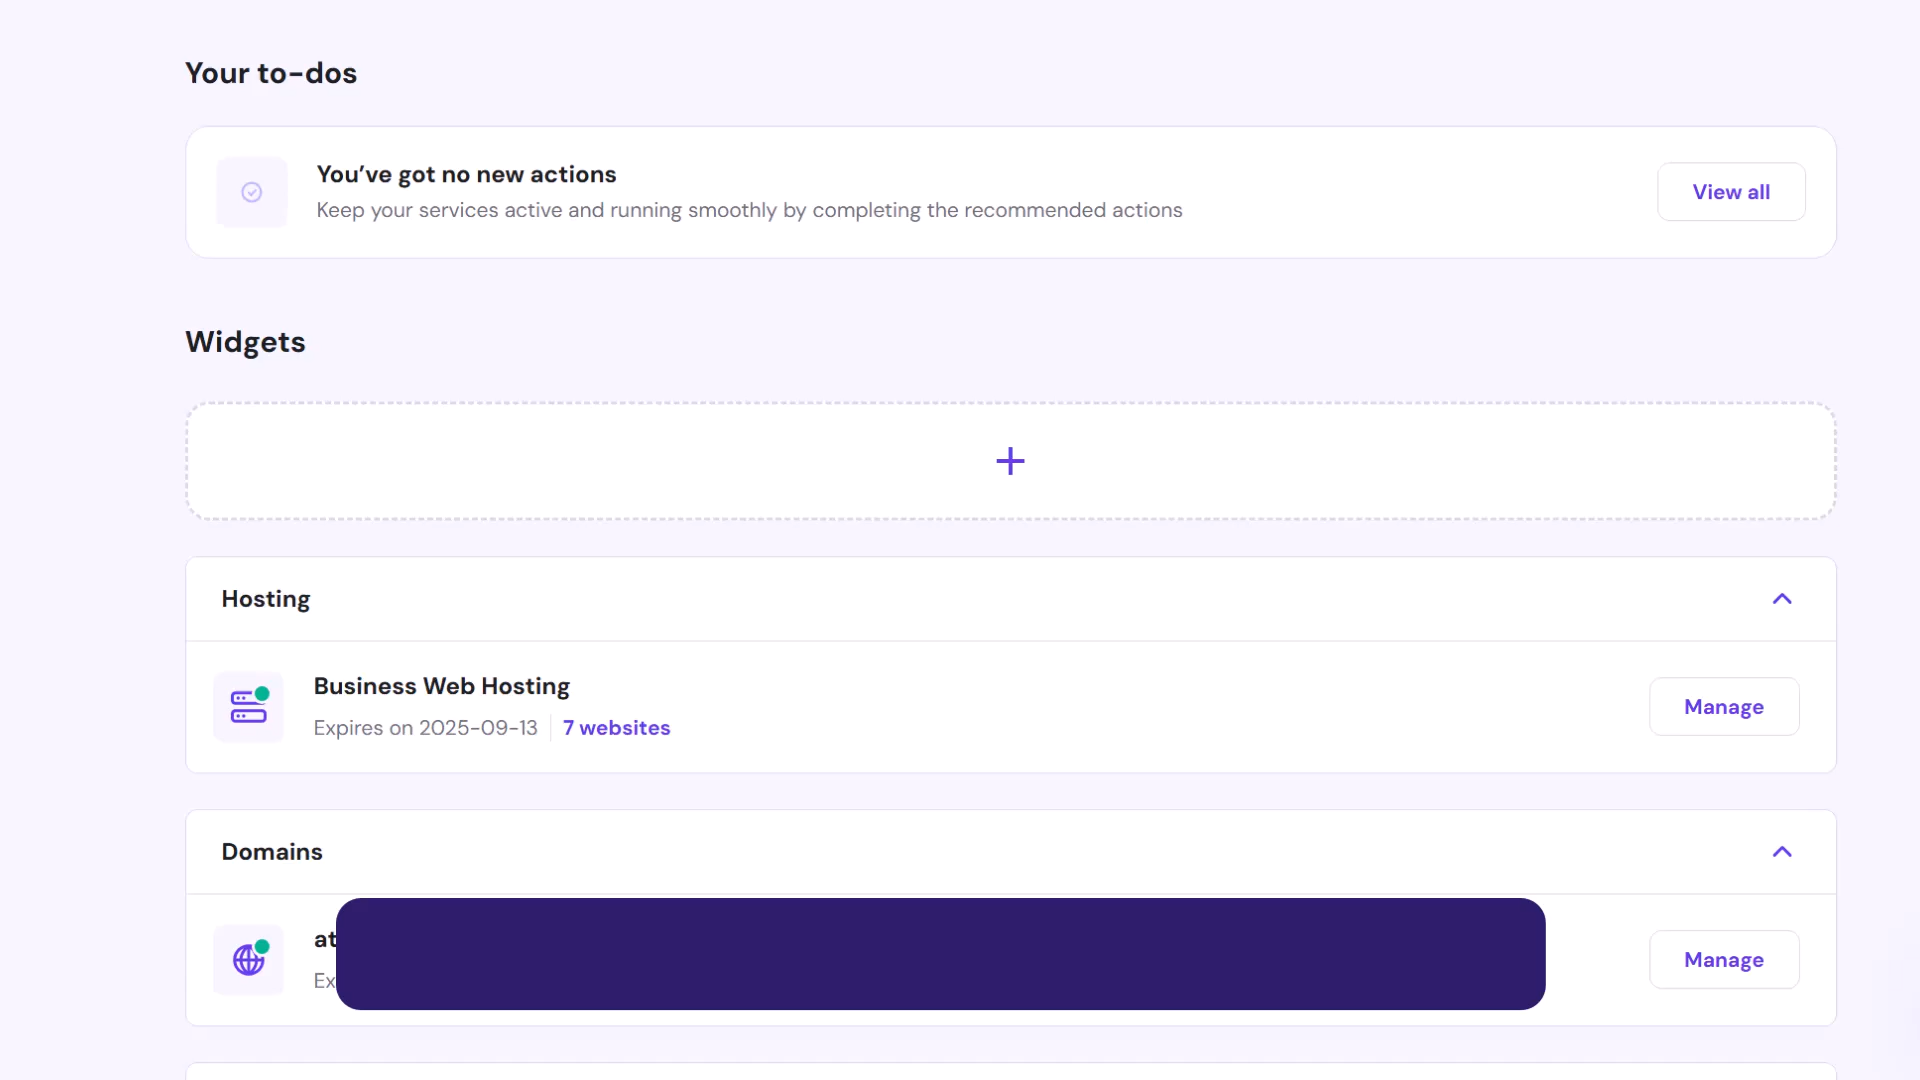 Your to-dos
You’ve got no new actions
Keep your services active and running smoothly by completing the recommended actions
View all
Widgets
Hosting
Business Web Hosting
Expires on 2025-09-13
7 websites
Manage
Domains
at
Ex
Manage